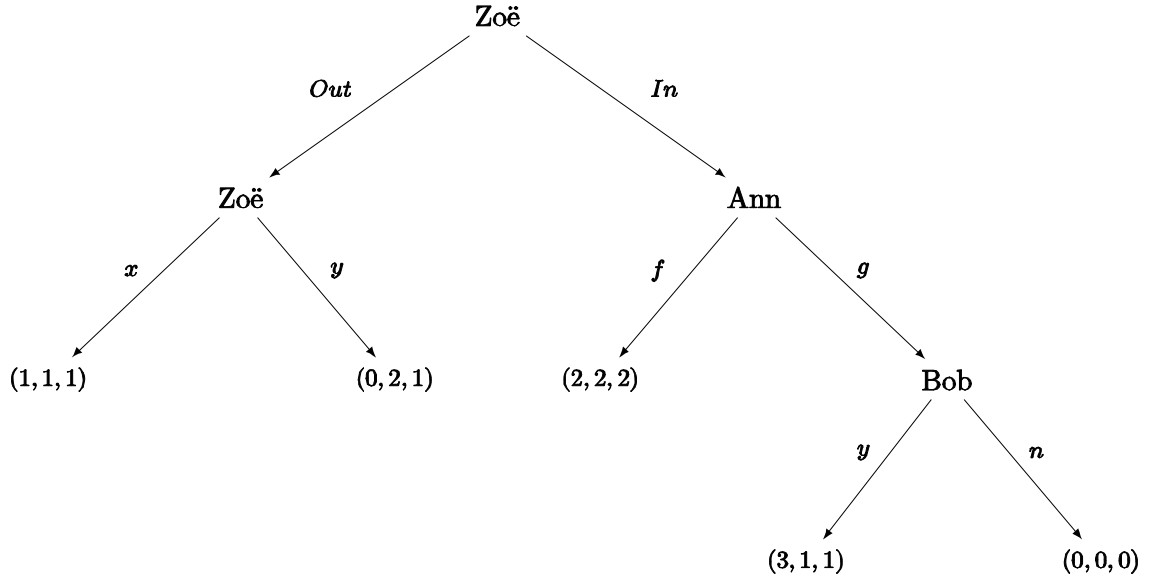 Zoë
Out In
Zoë Ann
x y f g
(1, 1, 1) (0, 2, 1) (2, 2, 2) Bob
y n
(3, 1, 1) (0, 0, 0)